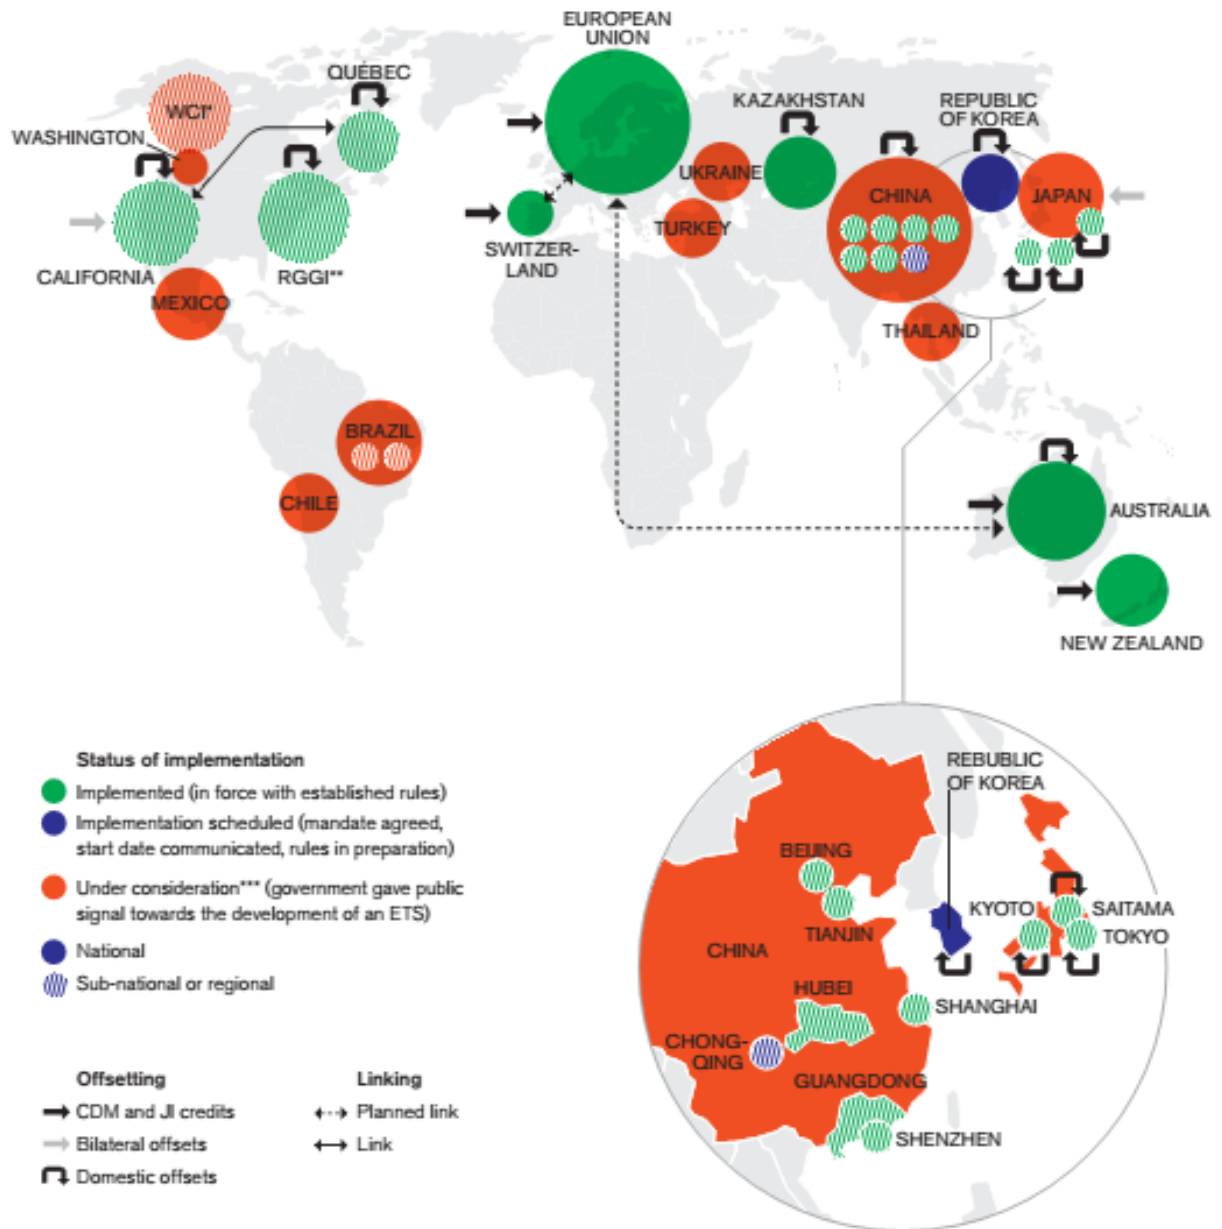 EUROPEAN
UNION
QUÉBEC
WCI*
WASHINGTON
KAZAKHSTAN
REPUBLIC
OF KOREA
UKRAINE
CHINA
JAPAN
TURKEY
SWITZER-
LAND
CALIFORNIA
RGGI**
MEXICO
THAILAND
BRAZIL
CHILE
AUSTRALIA
NEW ZEALAND
Status of implementation
Implemented (in force with established rules)
Implementation scheduled (mandate agreed,
start date communicated, rules in preparation)
Under consideration*** (government gave public
signal towards the development of an ETS)
National
Sub-national or regional
Offsetting
CDM and JI credits
Bilateral offsets
Domestic offsets
Linking
Planned link
Link
REBUBLIC
OF KOREA
BEIJING
TIANJIN
KYOTO
SAITAMA
TOKYO
CHINA
HUBEI
SHANGHAI
CHONG-
QING
GUANGDONG
SHENZHEN